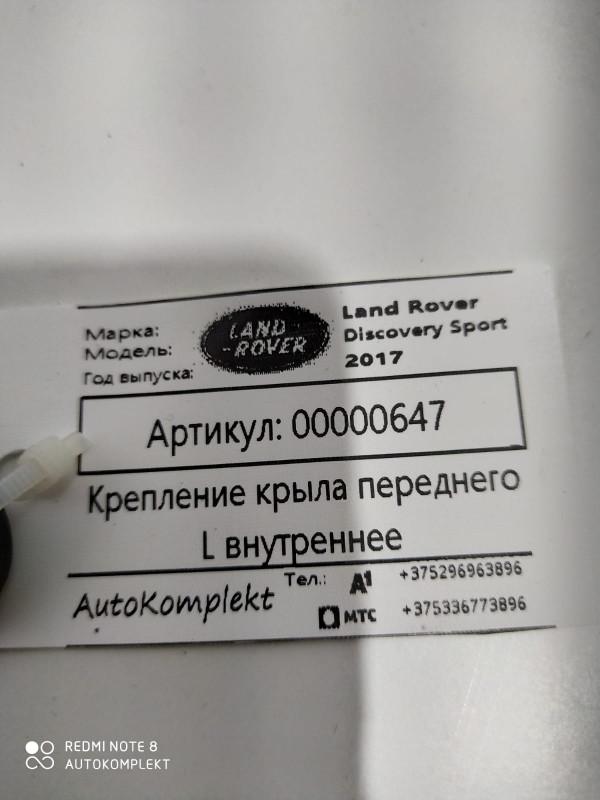 Марка:
Модель:
Год выпуска:
LAND
-ROVER
Land Rover
Discovery Sport
2017
Артикул: 00000647
Крепление крыла переднего
L внутреннее
AutoKomplekt
Тел.: A1 +375296963896
МТС +375336773896
REDMI NOTE 8
AUTOKOMPLEKT